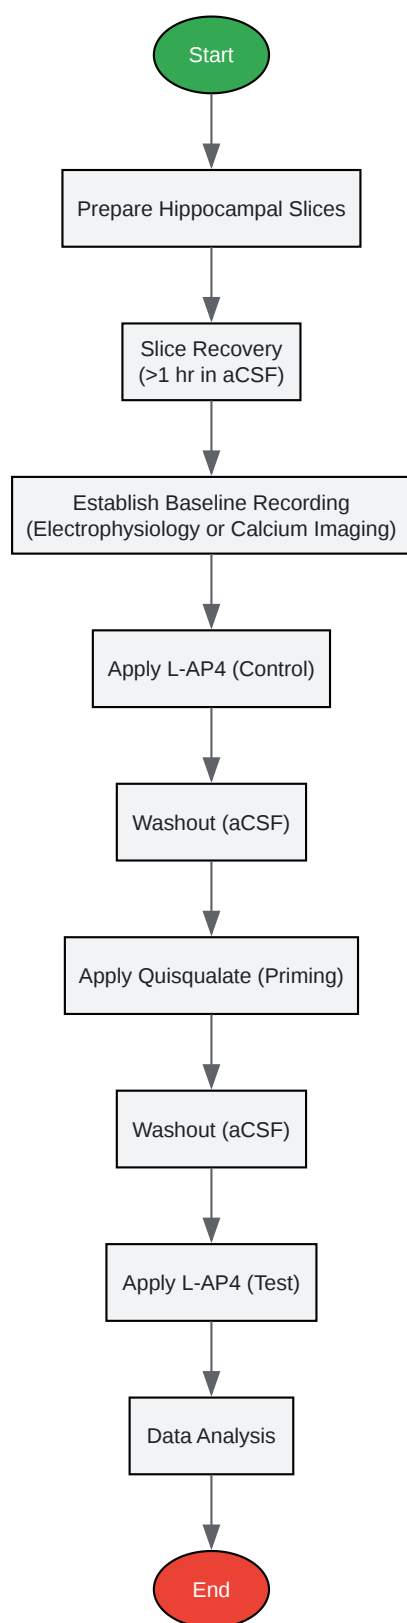 Start
Prepare Hippocampal Slices
Slice Recovery
(>1 hr in aCSF)
Establish Baseline Recording
(Electrophysiology or Calcium Imaging)
Apply L-AP4 (Control)
Washout (aCSF)
Apply Quisqualate (Priming)
Washout (aCSF)
Apply L-AP4 (Test)
Data Analysis
End